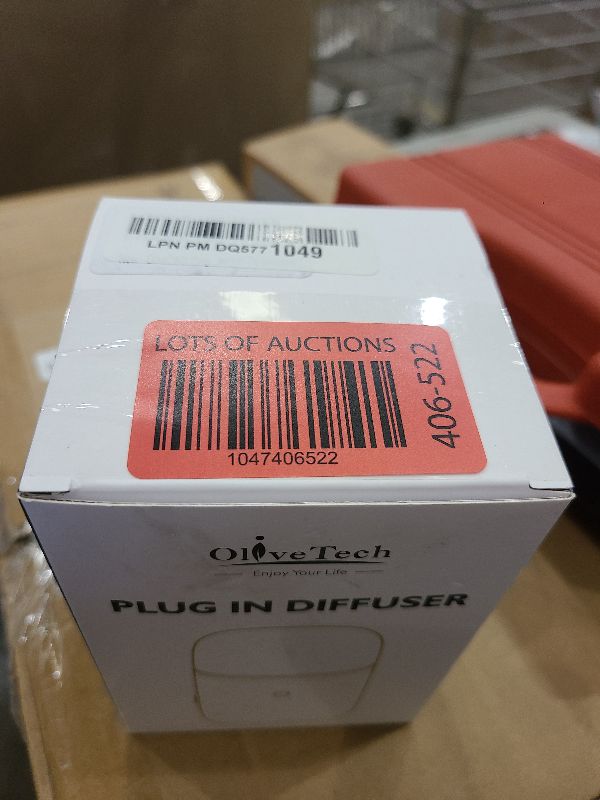 LPN PM DQ5771049
LOTS OF AUCTIONS
406-522
1047406522
OliveTech
Enjoy Your Life
PLUG IN DIFFUSER